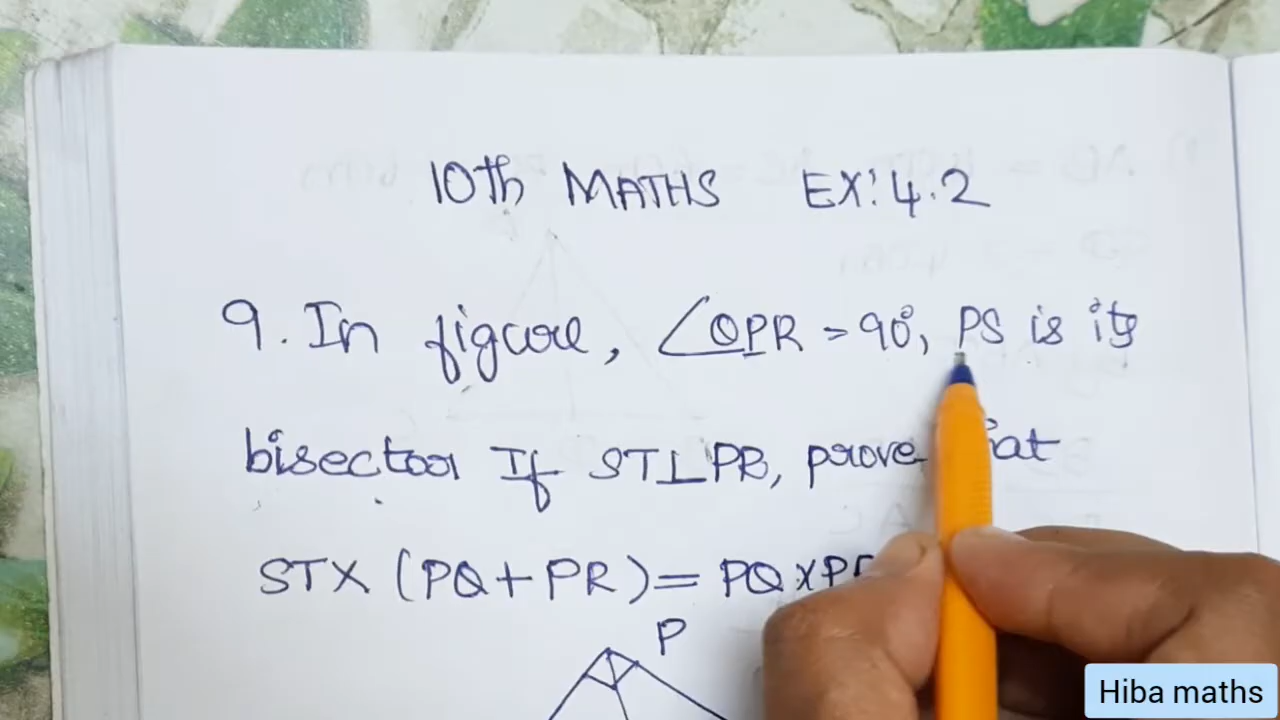 10th MATHS EX: 4.2
9. In figure, ∠QPR = 90°, PS is its
bisector If ST⊥PR, prove
ST X (PQ + PR) = PQ X
P
Hiba maths